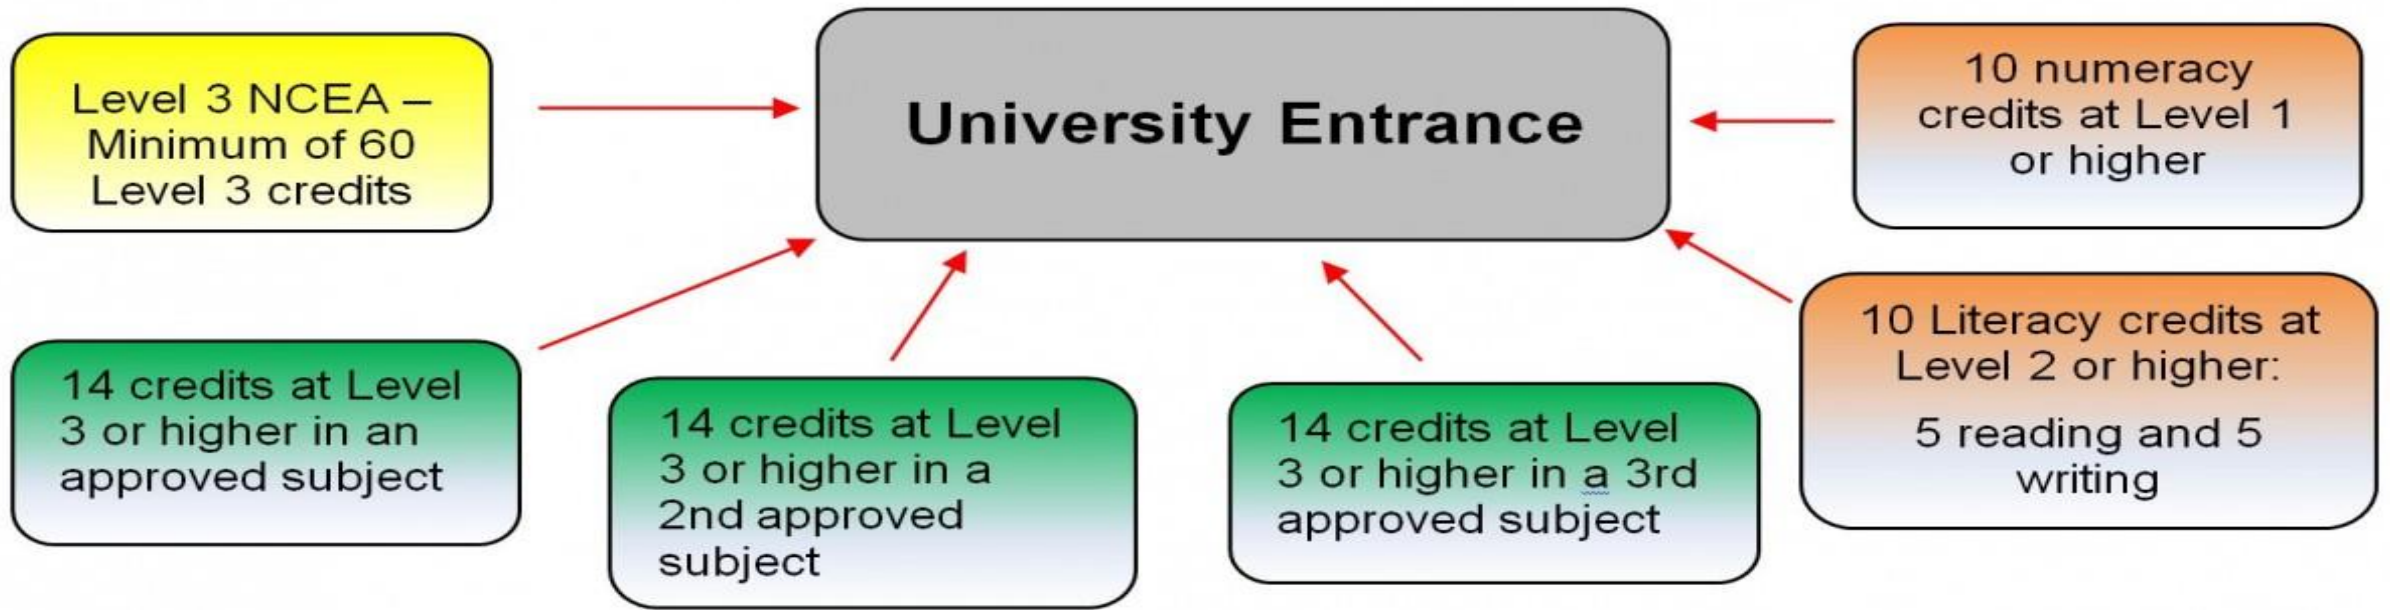 Level 3 NCEA –
Minimum of 60
Level 3 credits
University Entrance
10 numeracy
credits at Level 1
or higher
14 credits at Level
3 or higher in an
approved subject
14 credits at Level
3 or higher in a
2nd approved
subject
14 credits at Level
3 or higher in a 3rd
approved subject
10 Literacy credits at
Level 2 or higher:
5 reading and 5
writing